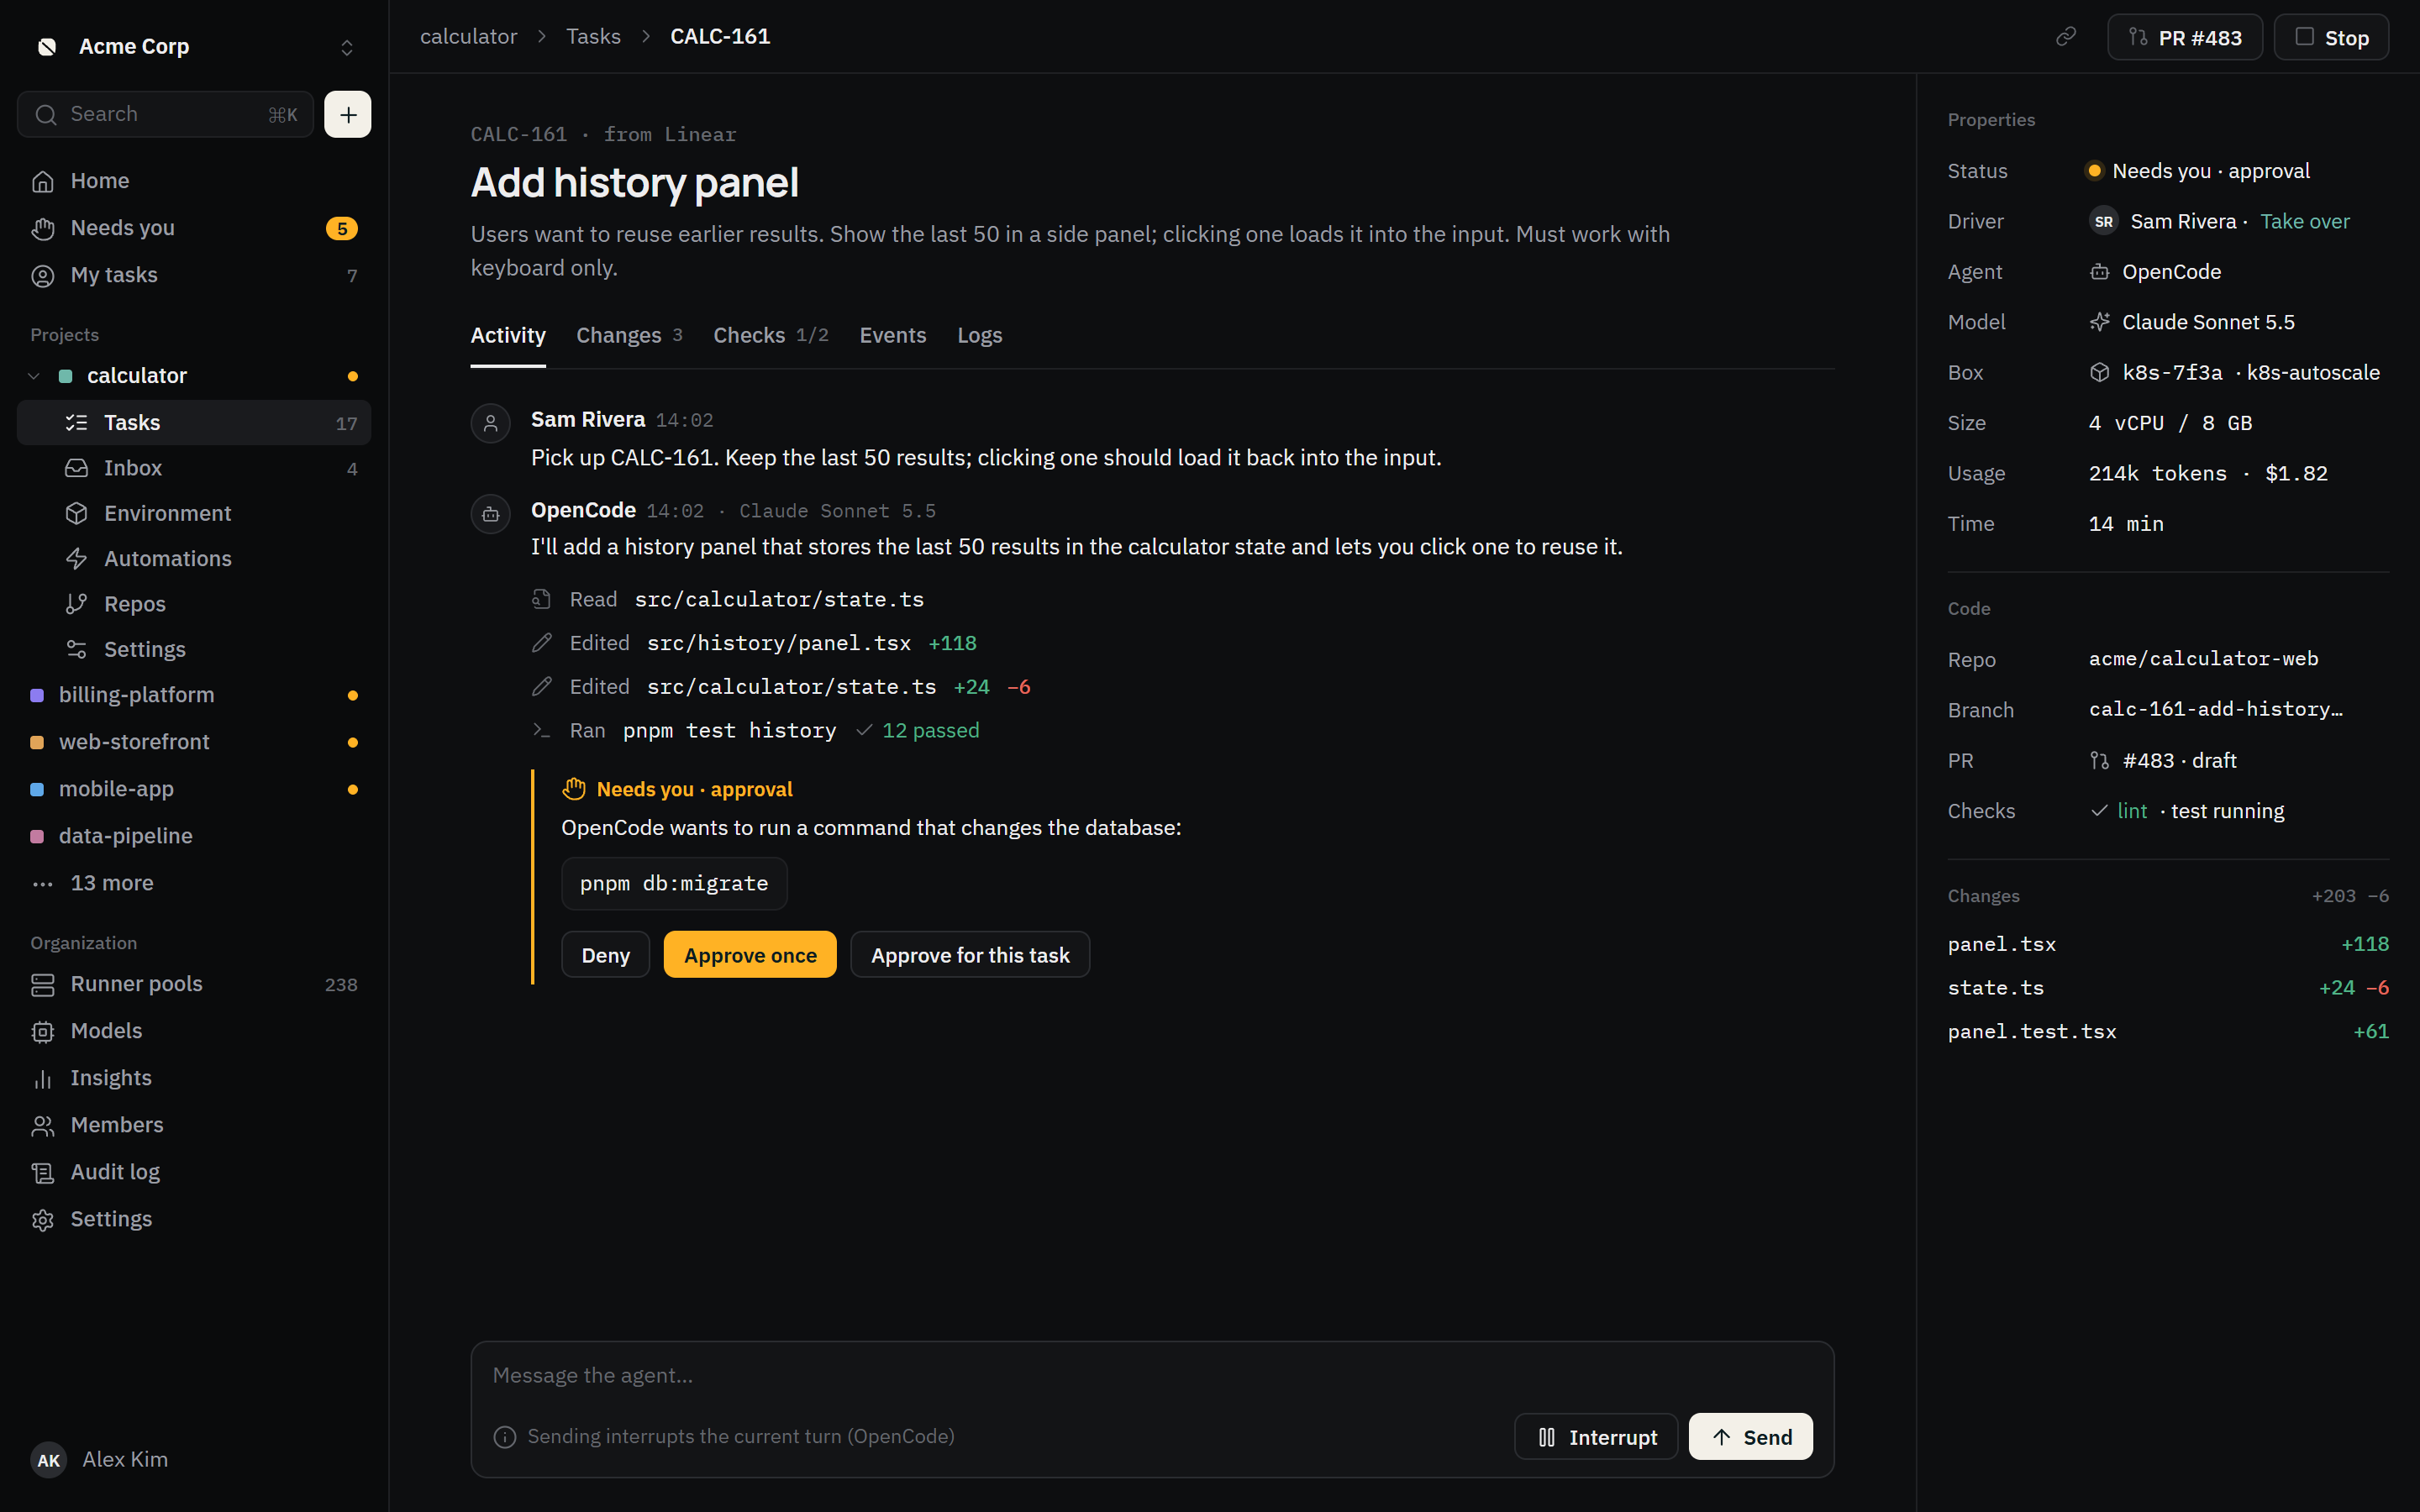 Acme Corp
Search ⌘K
Home
Needs you 5
My tasks 7
Projects
calculator
Tasks 17
Inbox 4
Environment
Automations
Repos
Settings
billing-platform
web-storefront
mobile-app
data-pipeline
13 more
Organization
Runner pools 238
Models
Insights
Members
Audit log
Settings
AK Alex Kim
calculator > Tasks > CALC-161
PR #483
Stop
CALC-161 · from Linear
Add history panel
Users want to reuse earlier results. Show the last 50 in a side panel; clicking one loads it into the input. Must work with
keyboard only.
Activity Changes 3 Checks 1/2 Events Logs
Sam Rivera 14:02
Pick up CALC-161. Keep the last 50 results; clicking one should load it back into the input.
OpenCode 14:02 · Claude Sonnet 5.5
I'll add a history panel that stores the last 50 results in the calculator state and lets you click one to reuse it.
Read src/calculator/state.ts
Edited src/history/panel.tsx +118
Edited src/calculator/state.ts +24 −6
Ran pnpm test history 12 passed
Needs you · approval
OpenCode wants to run a command that changes the database:
pnpm db:migrate
Deny Approve once Approve for this task
Message the agent…
Sending interrupts the current turn (OpenCode)
Interrupt Send
Properties
Status Needs you · approval
Driver SR Sam Rivera · Take over
Agent OpenCode
Model Claude Sonnet 5.5
Box k8s-7f3a · k8s-autoscale
Size 4 vCPU / 8 GB
Usage 214k tokens · $1.82
Time 14 min
Code
Repo acme/calculator-web
Branch calc-161-add-history…
PR #483 · draft
Checks lint · test running
Changes +203 −6
panel.tsx +118
state.ts +24 −6
panel.test.tsx +61